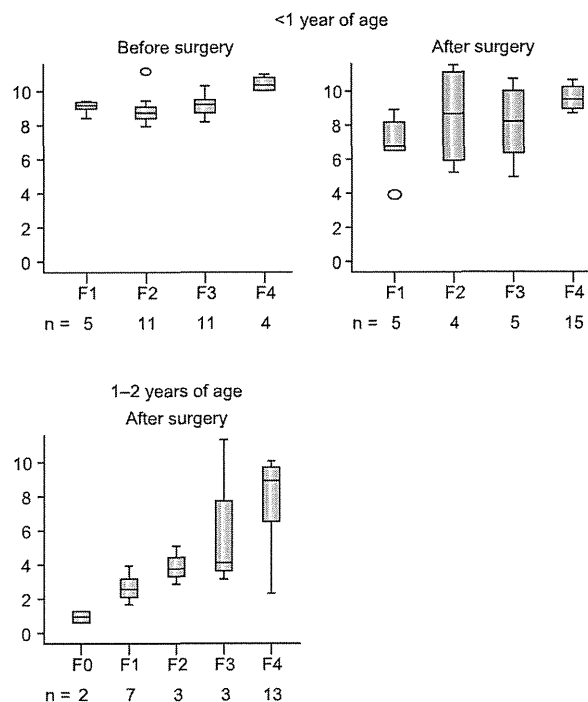 <1 year of age
Before surgery
10
8
6
4
2
0
F1 F2 F3 F4
n = 5 11 11 4
After surgery
10
8
6
4
2
0
F1 F2 F3 F4
5 4 5 15
1–2 years of age
After surgery
10
8
6
4
2
0
F0 F1 F2 F3 F4
n = 2 7 3 3 13